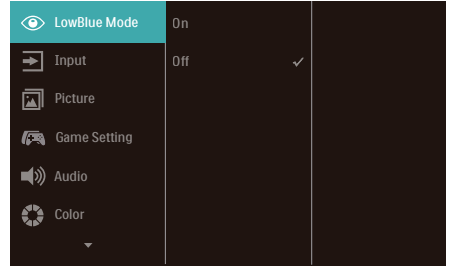 LowBlue Mode
On
Input
Off
Picture
Game Setting
Audio
Color